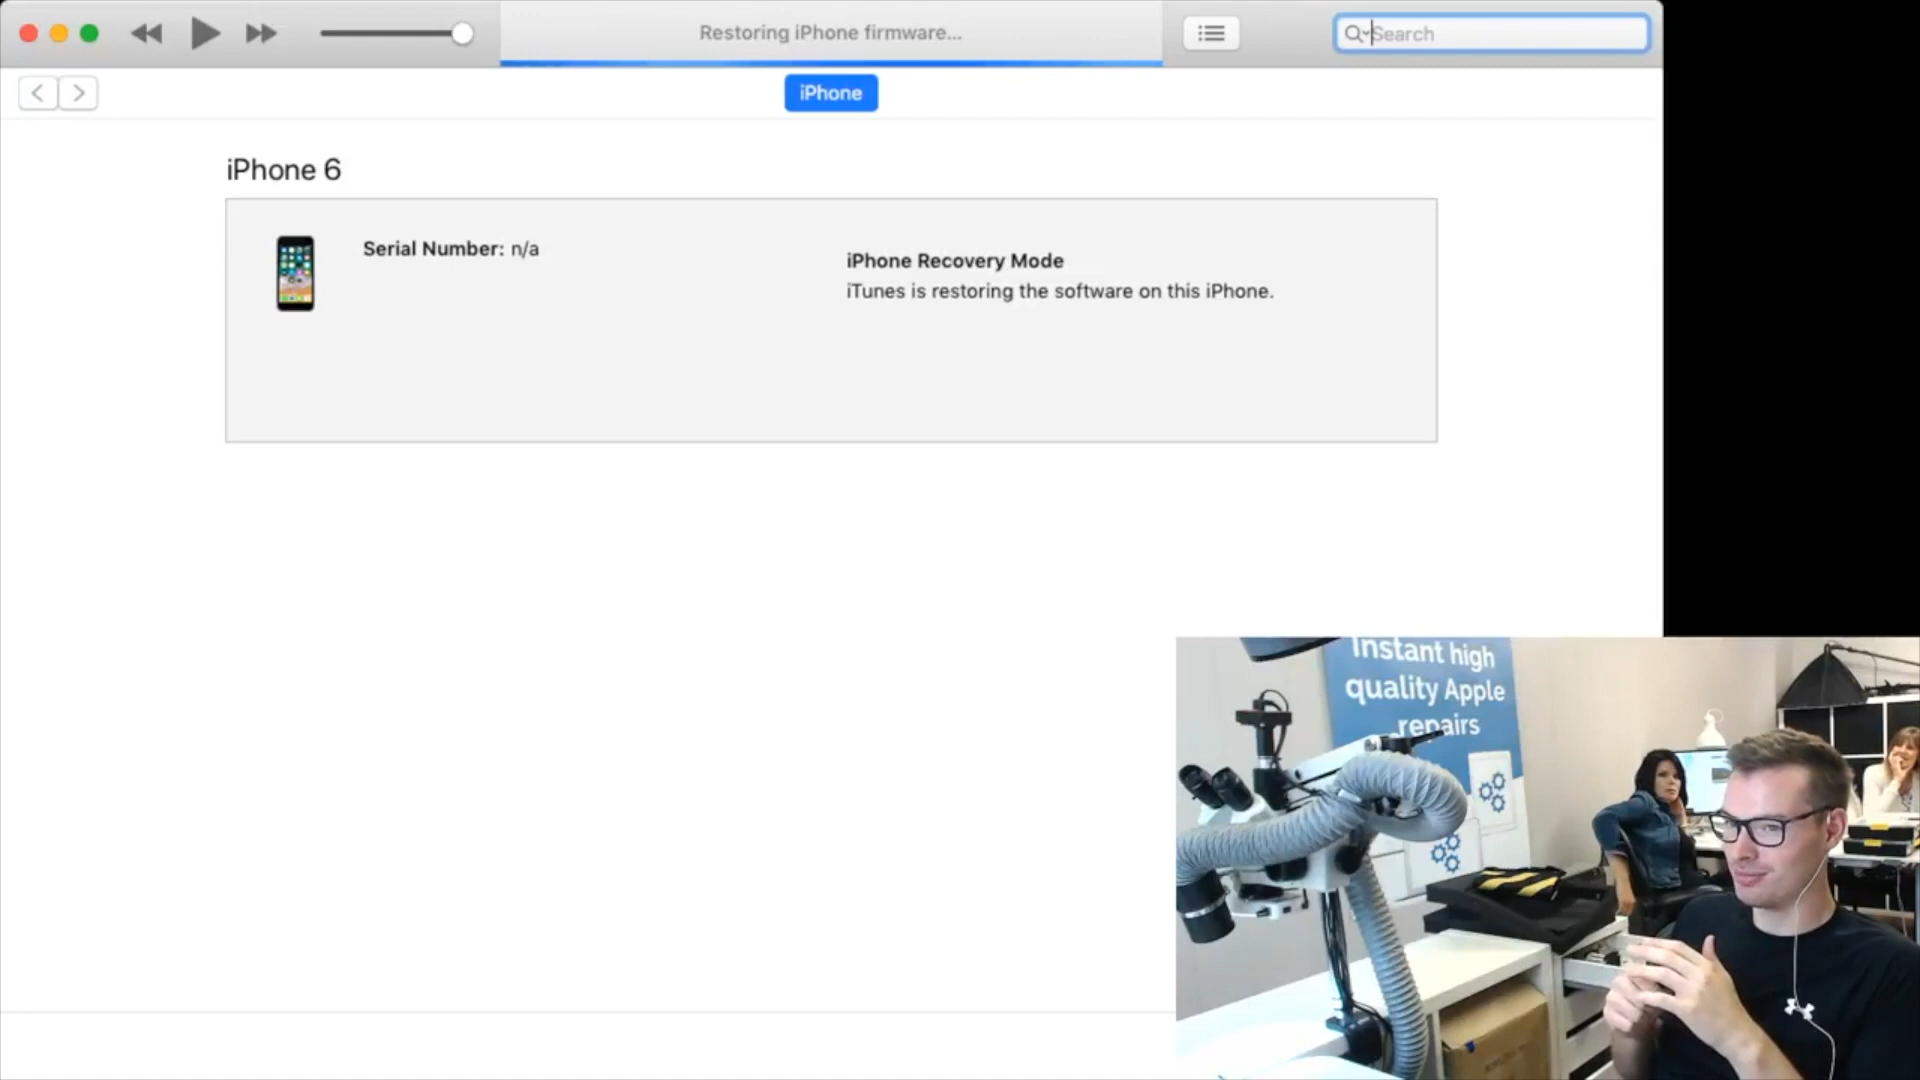 Restoring iPhone firmware...
Search
iPhone
iPhone 6
Serial Number: n/a
iPhone Recovery Mode
iTunes is restoring the software on this iPhone.
Instant high
quality Apple
repairs